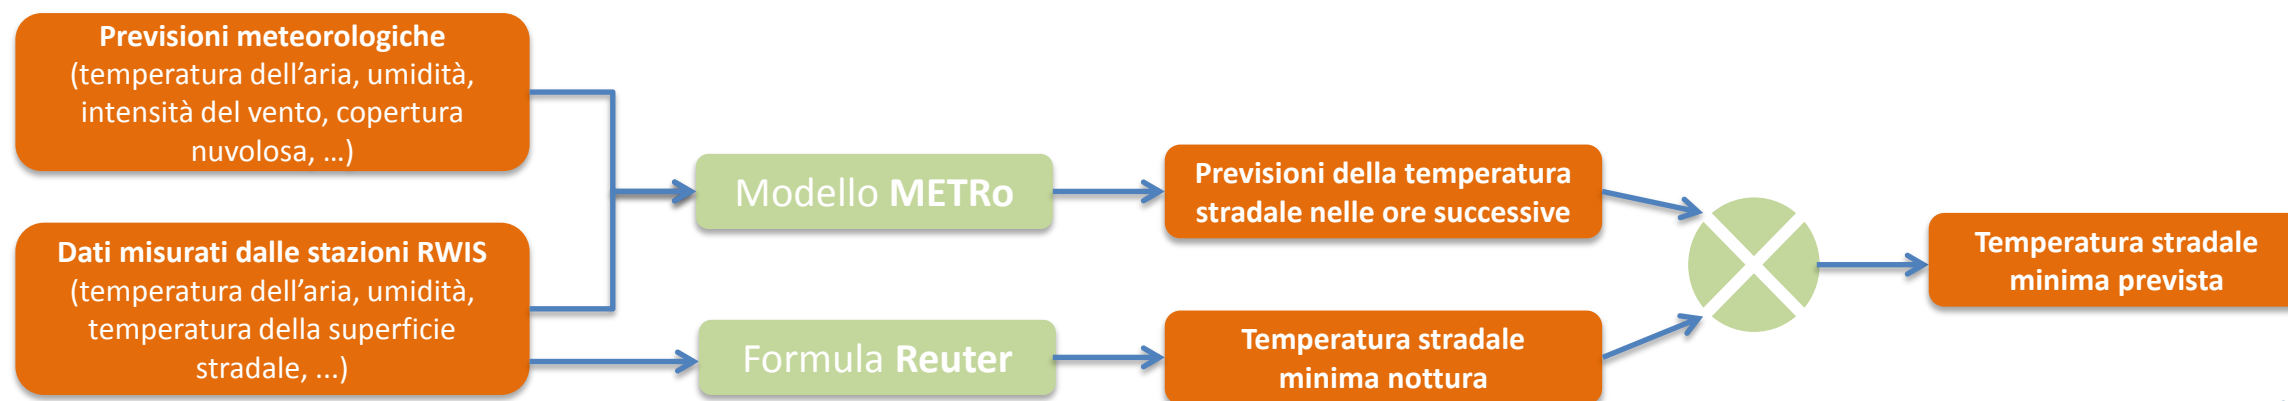 Previsioni meteorologiche
(temperatura dell’aria, umidità,
intensità del vento, copertura
nuvolosa, …)
Dati misurati dalle stazioni RWIS
(temperatura dell’aria, umidità,
temperatura della superficie
stradale, ...)
Modello METRo
Formula Reuter
Previsioni della temperatura
stradale nelle ore successive
Temperatura stradale
minima nottura
Temperatura stradale
minima prevista